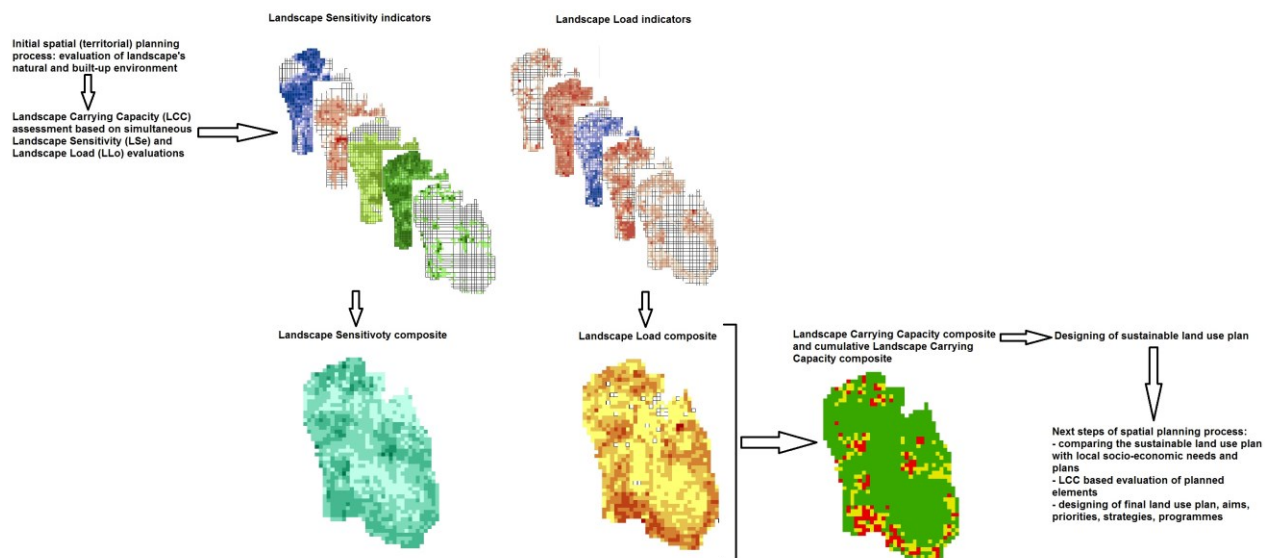 Landscape Sensitivity indicators
Landscape Load indicators
Initial spatial (territorial) planning
process: evaluation of landscape's
natural and built-up environment
Landscape Carrying Capacity (LCC)
assessment based on simultaneous
Landscape Sensitivity (LSe) and
Landscape Load (LLo) evaluations
Landscape Sensitivoty composite
Landscape Load composite
Landscape Carrying Capacity composite
and cumulative Landscape Carrying
Capacity composite
Designing of sustainable land use plan
Next steps of spatial planning process:
- comparing the sustainable land use plan
with local socio-economic needs and
plans
- LCC based evaluation of planned
elements
- designing of final land use plan, aims,
priorities, strategies, programmes